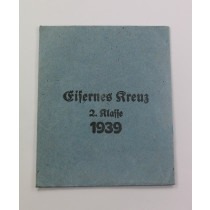 Eisernes Kreuz
2. Klasse
1939